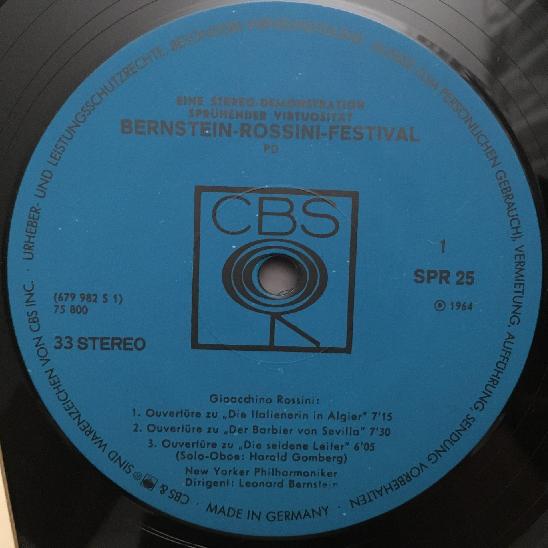 EINE STEREO-DEMONSTRATION
SPRÜHENDER VIRTUOSITÄT
BERNSTEIN-ROSSINI-FESTIVAL
PD
CBS
1
SPR 25
℗ 1964
(679 982 S 1)
75 800
33 STEREO
Gioacchino Rossini:
1. Ouvertüre zu „Die Italienerin in Algier" 7'15
2. Ouvertüre zu „Der Barbier von Sevilla" 7'30
3. Ouvertüre zu „Die seidene Leiter" 6'05
(Solo-Oboe: Harold Gomberg)
New Yorker Philharmoniker
Dirigent: Leonard Bernstein
CBS & ® SIND WARENZEICHEN VON CBS INC. · URHEBER- UND LEISTUNGSSCHUTZRECHTE, ZUM PERSÖNLICHEN GEBRAUCH), VERMIETUNG, AUFFÜHRUNG, SENDUNG VORBEHALTEN
· MADE IN GERMANY ·